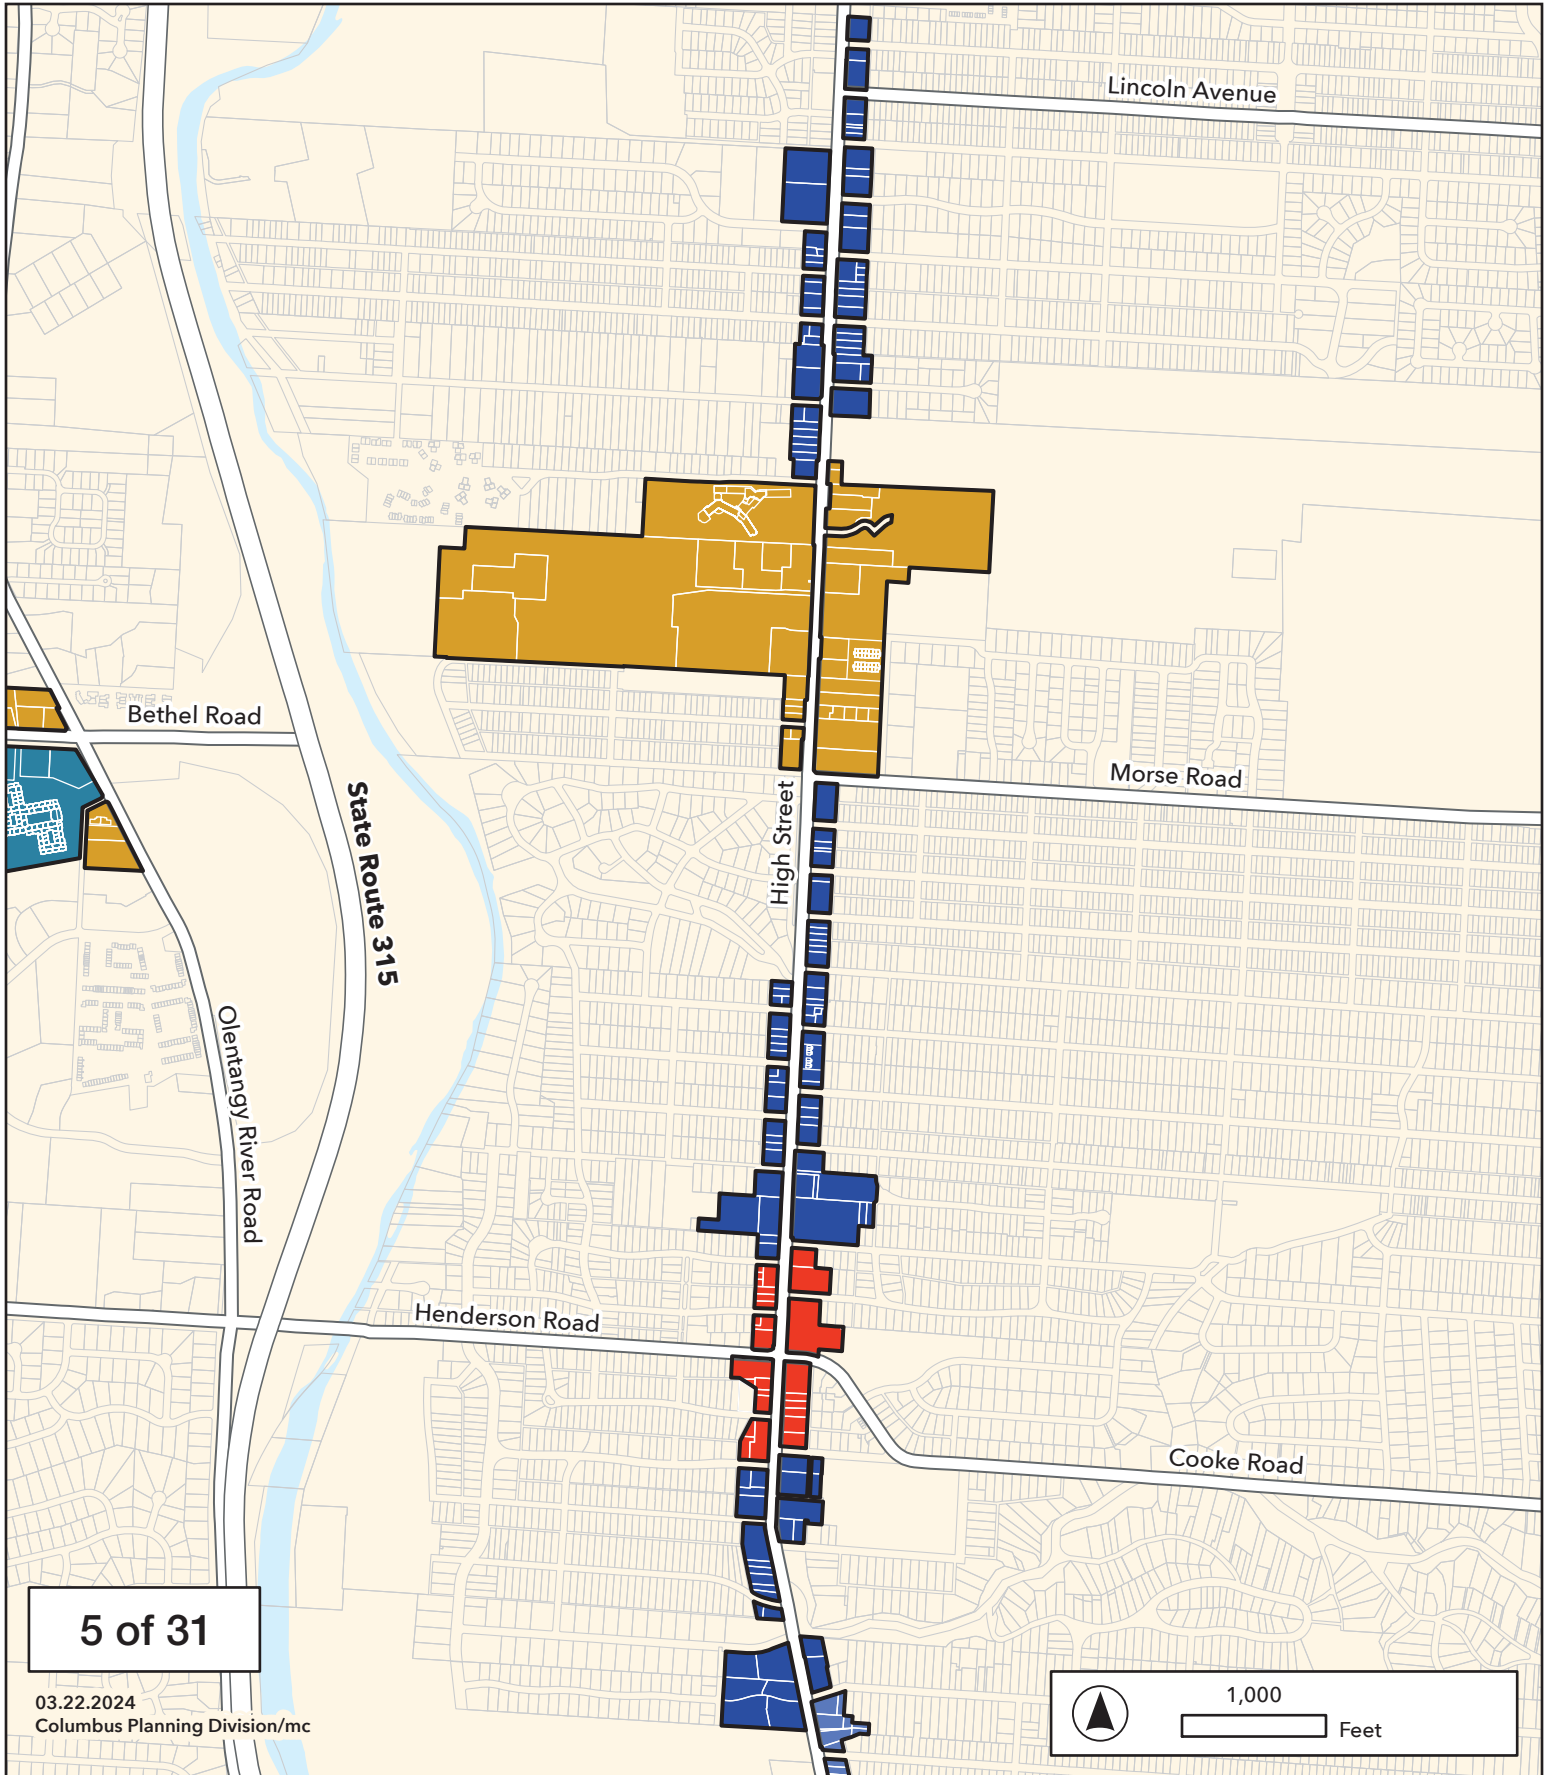 Lincoln Avenue
Bethel Road
Morse Road
High Street
State Route 315
Olentangy River Road
Henderson Road
Cooke Road
5 of 31
03.22.2024
Columbus Planning Division/mc
1,000
Feet